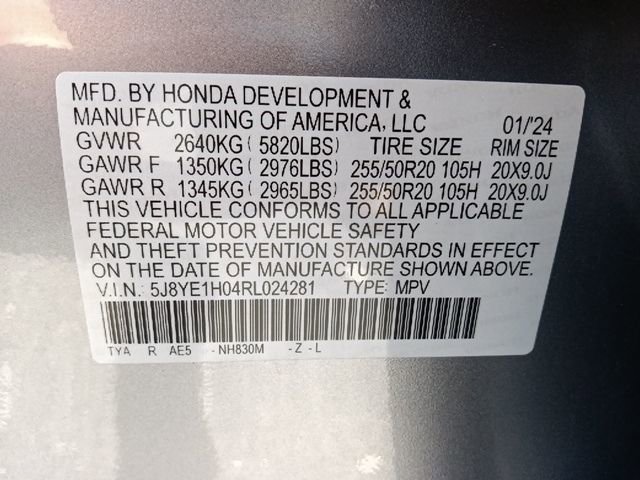 MFD. BY HONDA DEVELOPMENT &
MANUFACTURING OF AMERICA, LLC 01/'24
GVWR 2640KG ( 5820LBS) TIRE SIZE RIM SIZE
GAWR F 1350KG ( 2976LBS) 255/50R20 105H 20X9.0J
GAWR R 1345KG ( 2965LBS) 255/50R20 105H 20X9.0J
THIS VEHICLE CONFORMS TO ALL APPLICABLE
FEDERAL MOTOR VEHICLE SAFETY
AND THEFT PREVENTION STANDARDS IN EFFECT
ON THE DATE OF MANUFACTURE SHOWN ABOVE.
V.I.N.: 5J8YE1H04RL024281 TYPE: MPV
TYA R AE5 - NH830M - Z - L